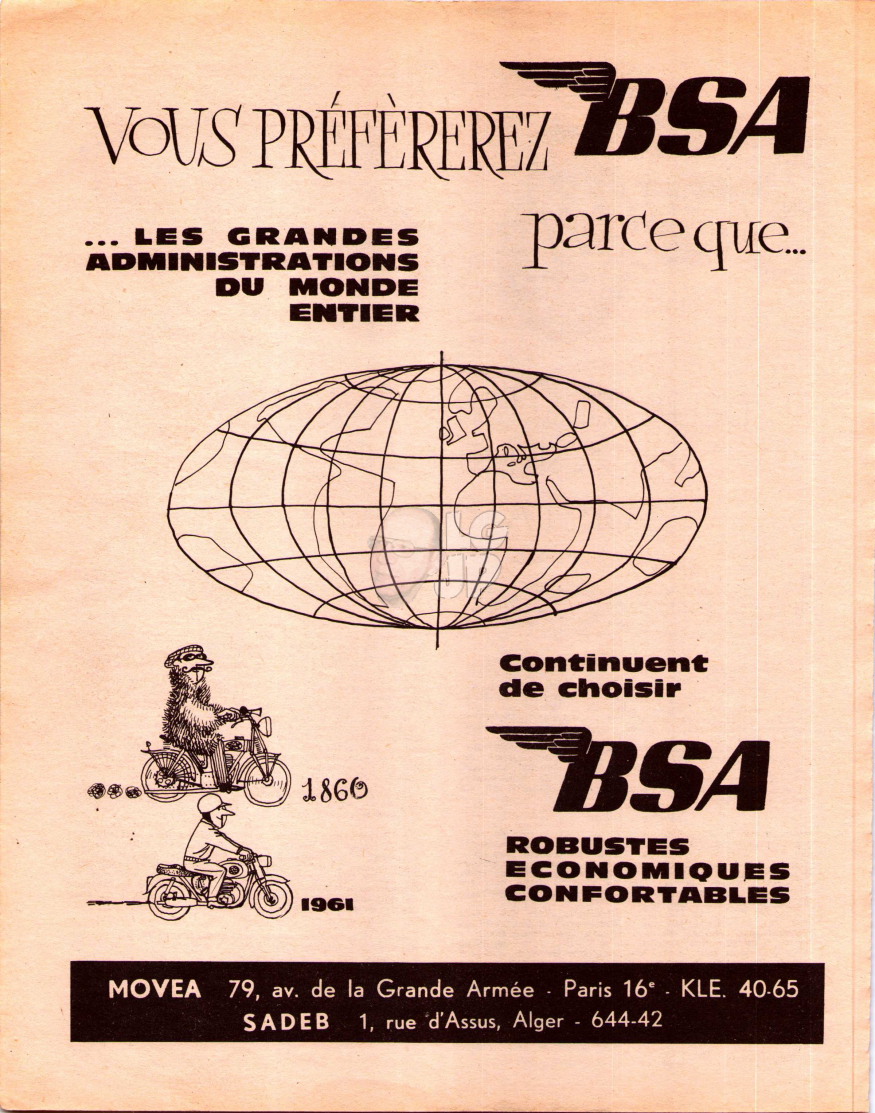 VOUS PRÉFÈREREZ BSA
parce que...
... LES GRANDES
ADMINISTRATIONS
DU MONDE
ENTIER
LG
UP
Continuent
de choisir
BSA
1860
ROBUSTES
ECONOMIQUES
CONFORTABLES
1961
MOVEA 79, av. de la Grande Armée - Paris 16e - KLE. 40-65
SADEB 1, rue d'Assus, Alger - 644-42